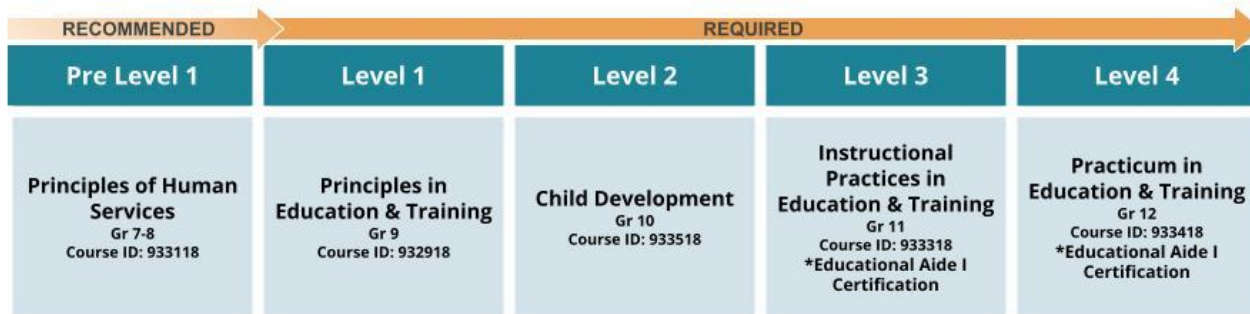 RECOMMENDED
REQUIRED
Pre Level 1
Level 1
Level 2
Level 3
Level 4
Principles of Human
Services
Gr 7-8
Course ID: 933118
Principles in
Education & Training
Gr 9
Course ID: 932918
Child Development
Gr 10
Course ID: 933518
Instructional
Practices in
Education & Training
Gr 11
Course ID: 933318
*Educational Aide I
Certification
Practicum in
Education & Training
Gr 12
Course ID: 933418
*Educational Aide I
Certification